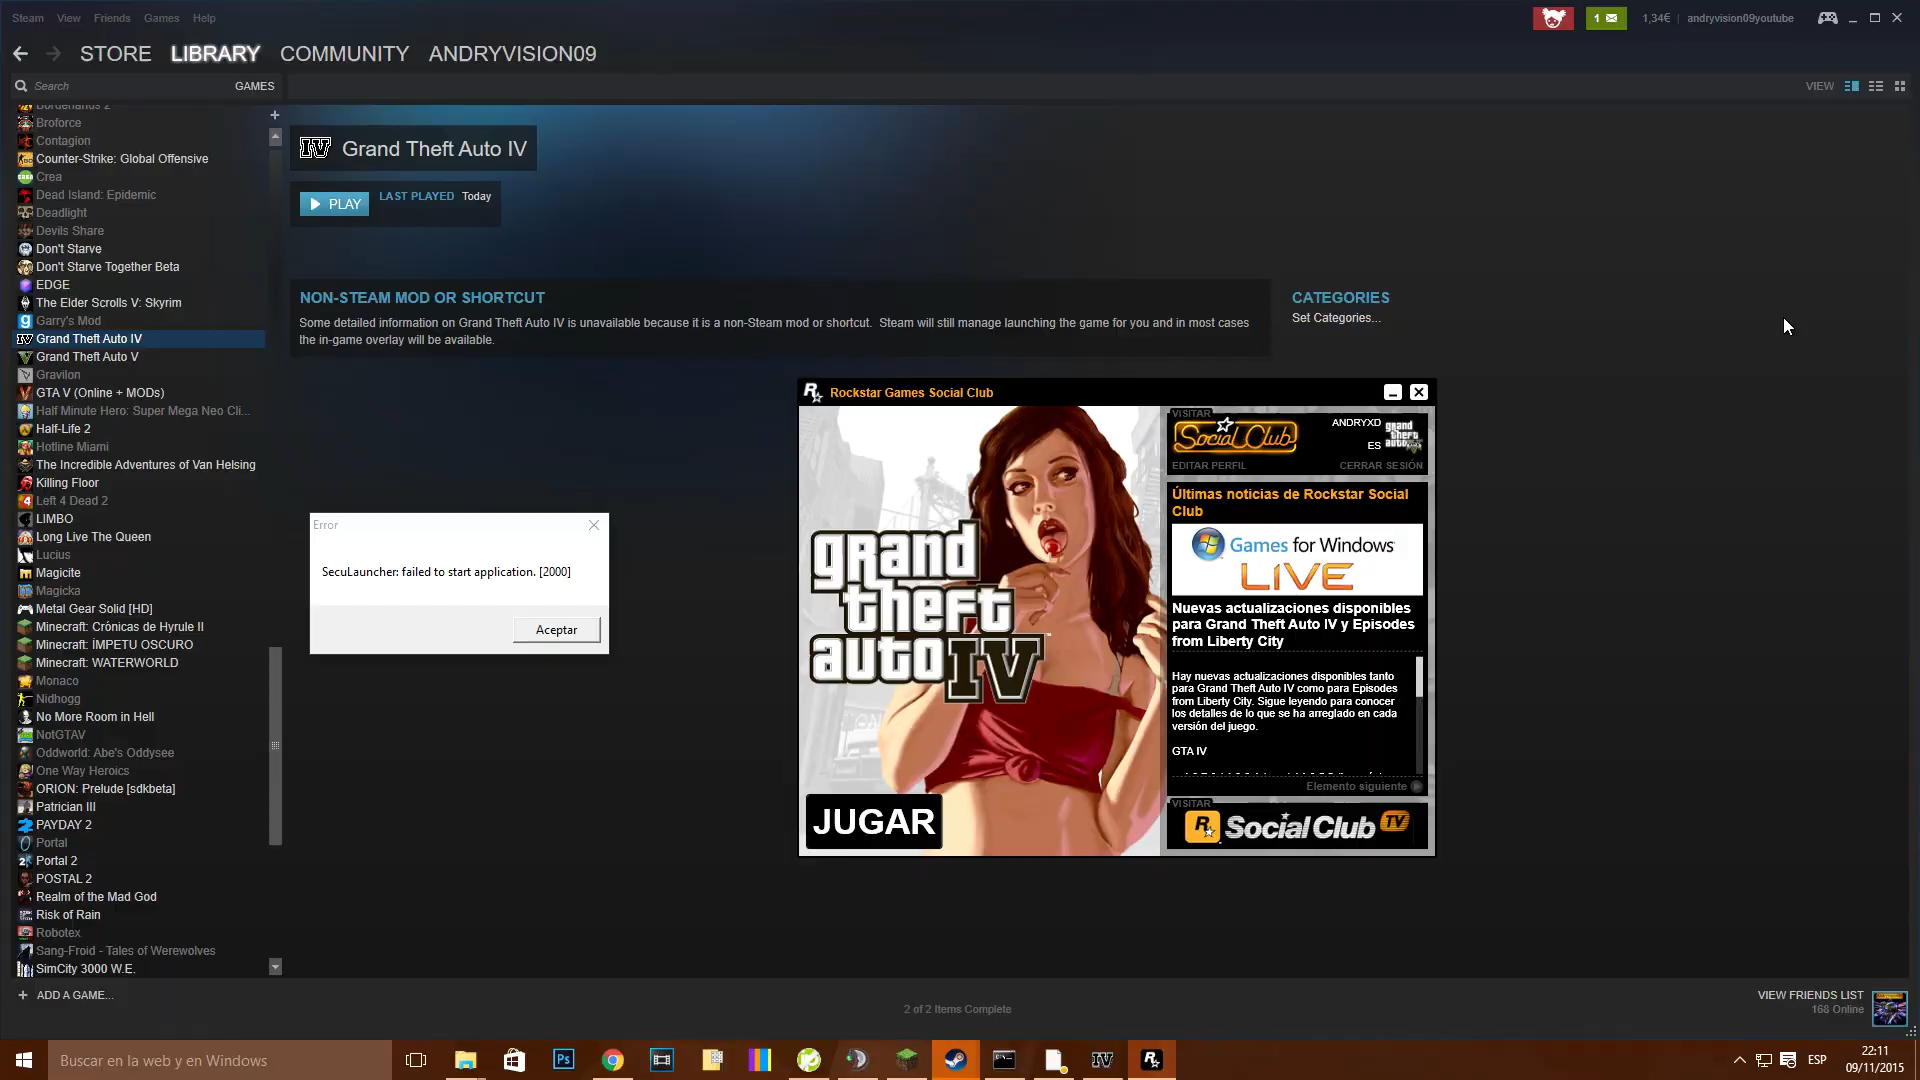 Steam View Friends Games Help
1
1,34€ | andryvision09youtube
STORE LIBRARY COMMUNITY ANDRYVISION09
Search GAMES
VIEW
Borderlands 2
Broforce
Contagion
Counter-Strike: Global Offensive
Crea
Dead Island: Epidemic
Deadlight
Devils Share
Don't Starve
Don't Starve Together Beta
EDGE
The Elder Scrolls V: Skyrim
Garry's Mod
Grand Theft Auto IV
Grand Theft Auto V
Gravilon
GTA V (Online + MODs)
Half Minute Hero: Super Mega Neo Cli...
Half-Life 2
Hotline Miami
The Incredible Adventures of Van Helsing
Killing Floor
Left 4 Dead 2
LIMBO
Long Live The Queen
Lucius
Magicite
Magicka
Metal Gear Solid [HD]
Minecraft: Crónicas de Hyrule II
Minecraft: ÍMPETU OSCURO
Minecraft: WATERWORLD
Monaco
Nidhogg
No More Room in Hell
NotGTAV
Oddworld: Abe's Oddysee
One Way Heroics
ORION: Prelude [sdkbeta]
Patrician III
PAYDAY 2
Portal
Portal 2
POSTAL 2
Realm of the Mad God
Risk of Rain
Robotex
Sang-Froid - Tales of Werewolves
SimCity 3000 W.E.
+ ADD A GAME...
IV Grand Theft Auto IV
PLAY LAST PLAYED Today
NON-STEAM MOD OR SHORTCUT
Some detailed information on Grand Theft Auto IV is unavailable because it is a non-Steam mod or shortcut. Steam will still manage launching the game for you and in most cases
the in-game overlay will be available.
CATEGORIES
Set Categories...
Error
SecuLauncher: failed to start application. [2000]
Aceptar
Rockstar Games Social Club
grand
theft
auto IV
JUGAR
VISITAR
Social Club
ANDRYXD
ES
grand
theft
auto
EDITAR PERFIL CERRAR SESIÓN
Últimas noticias de Rockstar Social
Club
Games for Windows
LIVE
Nuevas actualizaciones disponibles
para Grand Theft Auto IV y Episodes
from Liberty City
Hay nuevas actualizaciones disponibles tanto
para Grand Theft Auto IV como para Episodes
from Liberty City. Sigue leyendo para conocer
los detalles de lo que se ha arreglado en cada
versión del juego.
GTA IV
Elemento siguiente
VISITAR
R Social Club TV
2 of 2 Items Complete
VIEW FRIENDS LIST
168 Online
Buscar en la web y en Windows
Ps
IV
R
ESP
22:11
09/11/2015